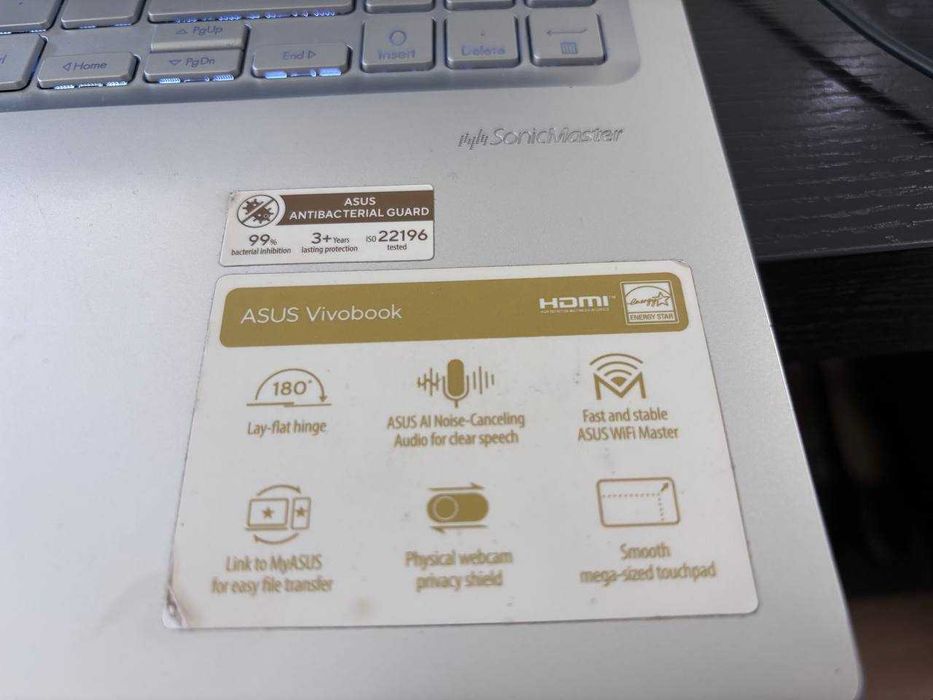 PgUp
Home
PgDn
End
Insert
Delete
SonicMaster
ASUS
ANTIBACTERIAL GUARD
99%
bacterial inhibition
3+ Years
lasting protection
ISO 22196
tested
ASUS Vivobook
HDMI
energy
ENERGY STAR
180°
Lay-flat hinge
ASUS AI Noise-Canceling
Audio for clear speech
Fast and stable
ASUS WiFi Master
Link to MyASUS
for easy file transfer
Physical webcam
privacy shield
Smooth
mega-sized touchpad